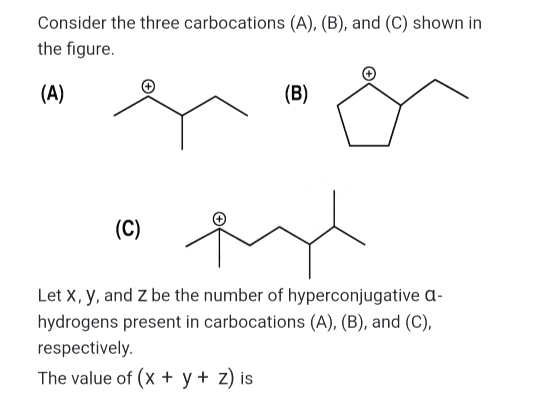 Consider the three carbocations (A), (B), and (C) shown in
the figure.
(A) ⊕ (B) ⊕
(C) ⊕
Let x, y, and z be the number of hyperconjugative α-
hydrogens present in carbocations (A), (B), and (C),
respectively.
The value of (x + y + z) is